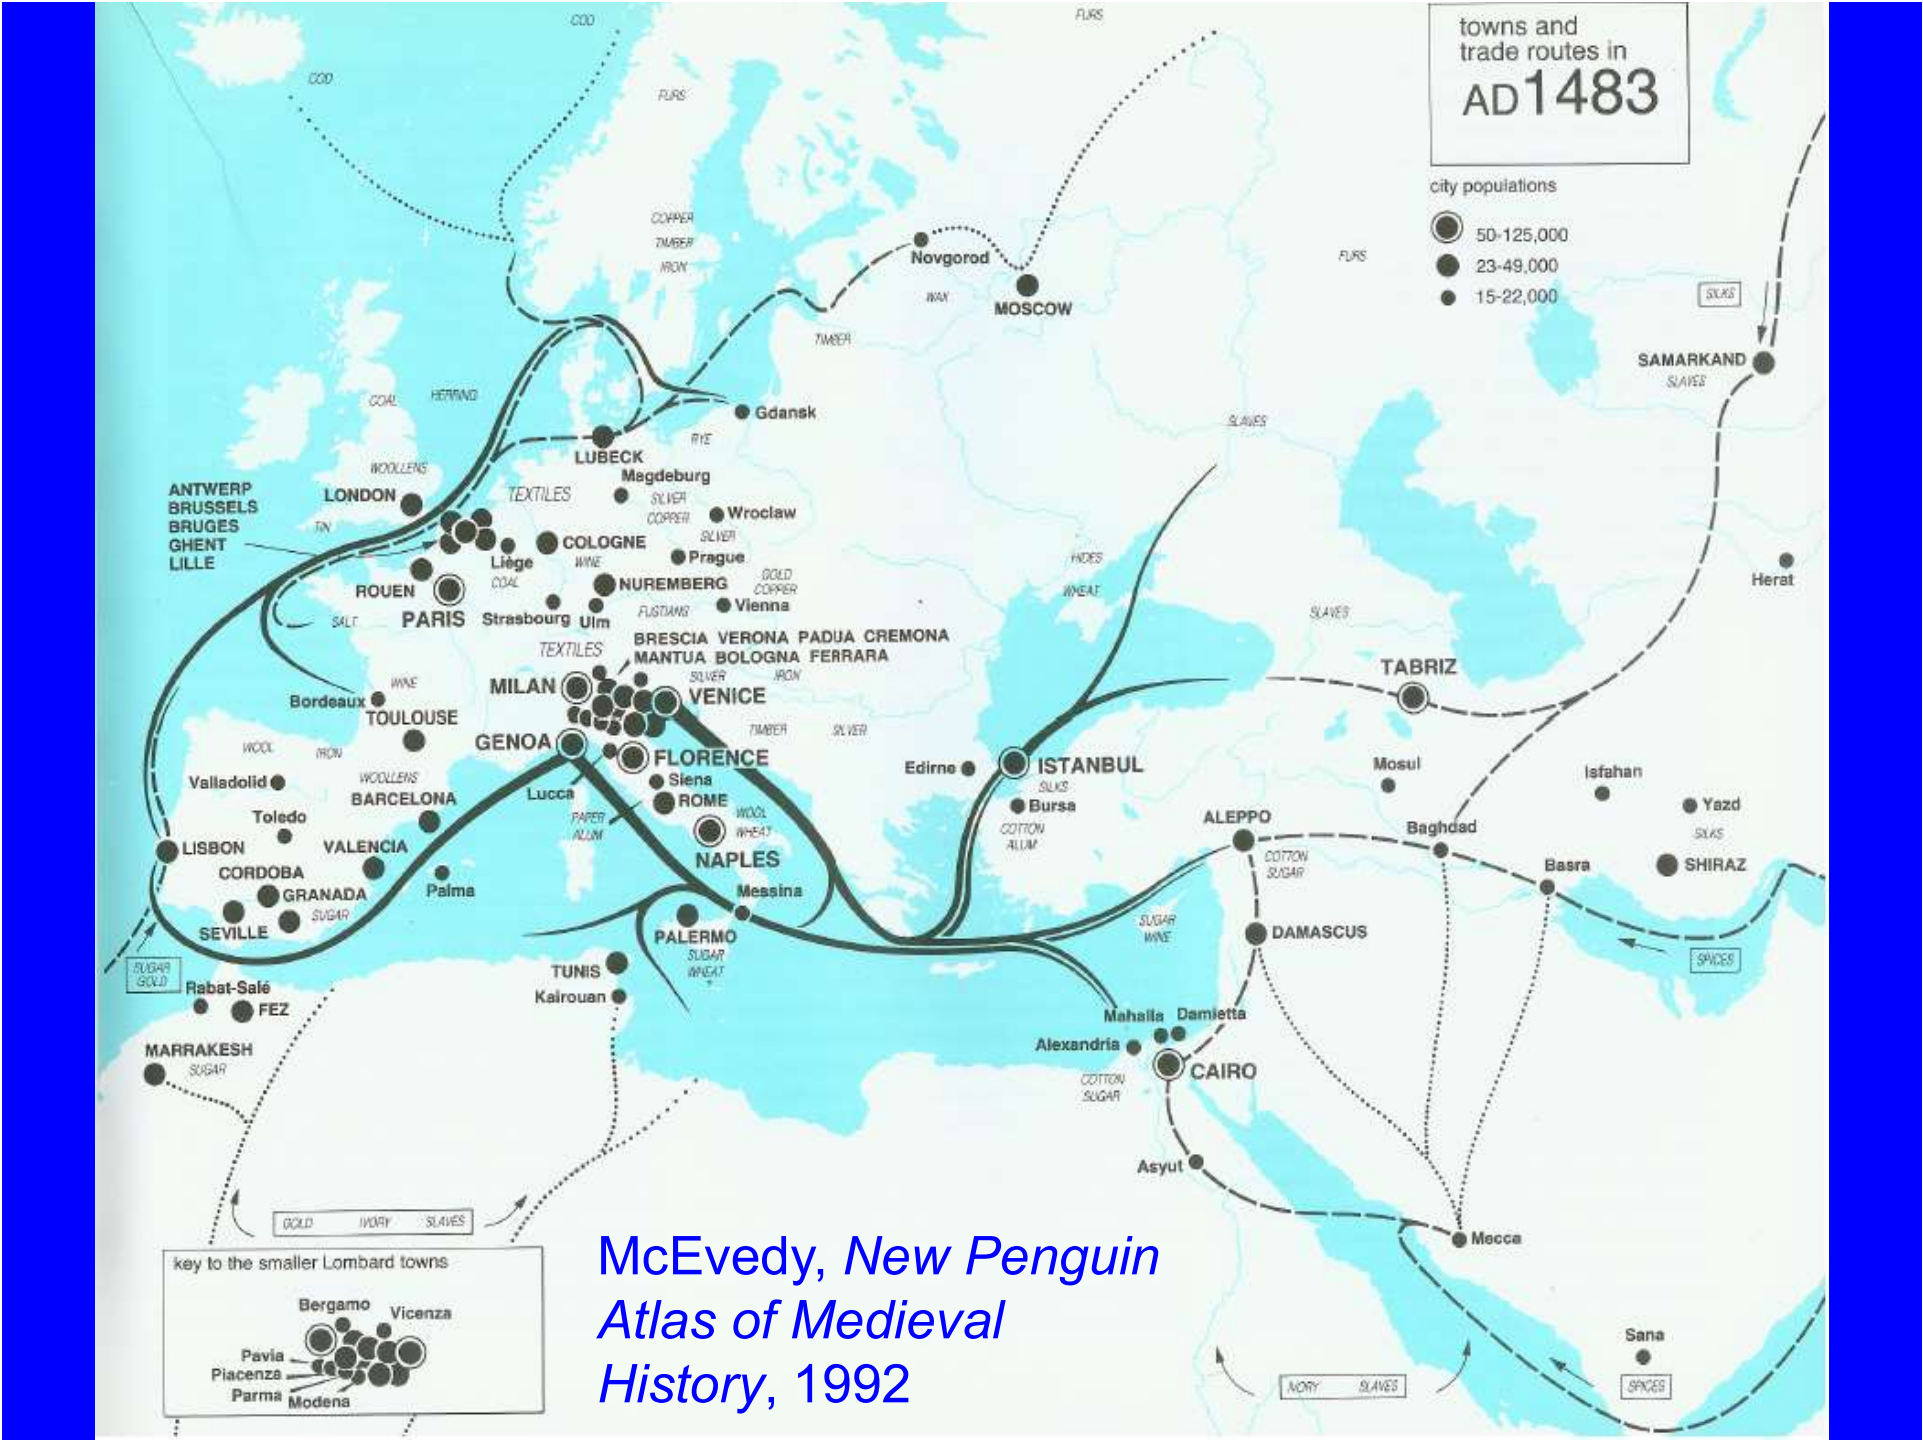 COD
COD
FURS
FURS
towns and
trade routes in
AD 1483
city populations
50-125,000
23-49,000
15-22,000
COPPER
TIMBER
IRON
Novgorod
WAX
MOSCOW
FURS
SILKS
TIMBER
SAMARKAND
SLAVES
COAL
HERRING
Gdansk
SLAVES
RYE
LUBECK
WOOLLENS
Magdeburg
ANTWERP
BRUSSELS
BRUGES
GHENT
LILLE
LONDON
TEXTILES
SILVER
COPPER
Wroclaw
TIN
SILVER
COLOGNE
Liège
WINE
Prague
HIDES
COAL
GOLD
COPPER
Herat
ROUEN
NUREMBERG
WHEAT
PARIS
Strasbourg
Ulm
FUSTIANS
Vienna
SALT
SLAVES
TEXTILES
BRESCIA VERONA PADUA CREMONA
MANTUA BOLOGNA FERRARA
SILVER
IRON
TABRIZ
MILAN
VENICE
WINE
Bordeaux
TOULOUSE
TIMBER
SILVER
GENOA
WOOL
IRON
FLORENCE
Edirne
ISTANBUL
Mosul
Isfahan
Valladolid
WOOLLENS
Siena
SILKS
BARCELONA
Lucca
ROME
Bursa
Yazd
Toledo
PAPER
ALUM
WOOL
WHEAT
COTTON
ALUM
ALEPPO
Baghdad
SILKS
LISBON
VALENCIA
NAPLES
COTTON
SUGAR
Basra
SHIRAZ
CORDOBA
GRANADA
Palma
Messina
SUGAR
SEVILLE
PALERMO
SUGAR
WHEAT
SUGAR
WINE
DAMASCUS
SUGAR
GOLD
TUNIS
SPICES
Rabat-Salé
FEZ
Kairouan
Mahalla
Damietta
Alexandria
MARRAKESH
SUGAR
CAIRO
COTTON
SUGAR
Asyut
GOLD IVORY SLAVES
Mecca
key to the smaller Lombard towns
Bergamo
Vicenza
Pavia
Piacenza
Parma
Modena
McEvedy, New Penguin
Atlas of Medieval
History, 1992
Sana
IVORY SLAVES
SPICES